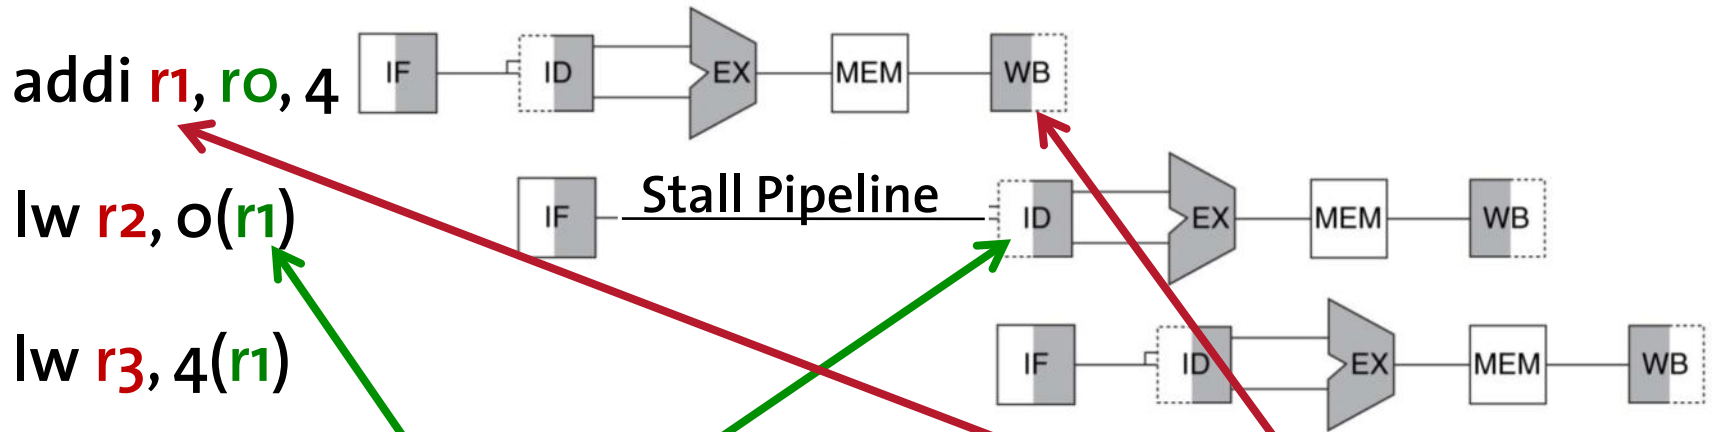 addi r1, r0, 4 IF ID EX MEM WB
lw r2, 0(r1) IF Stall Pipeline ID EX MEM WB
lw r3, 4(r1) IF ID EX MEM WB